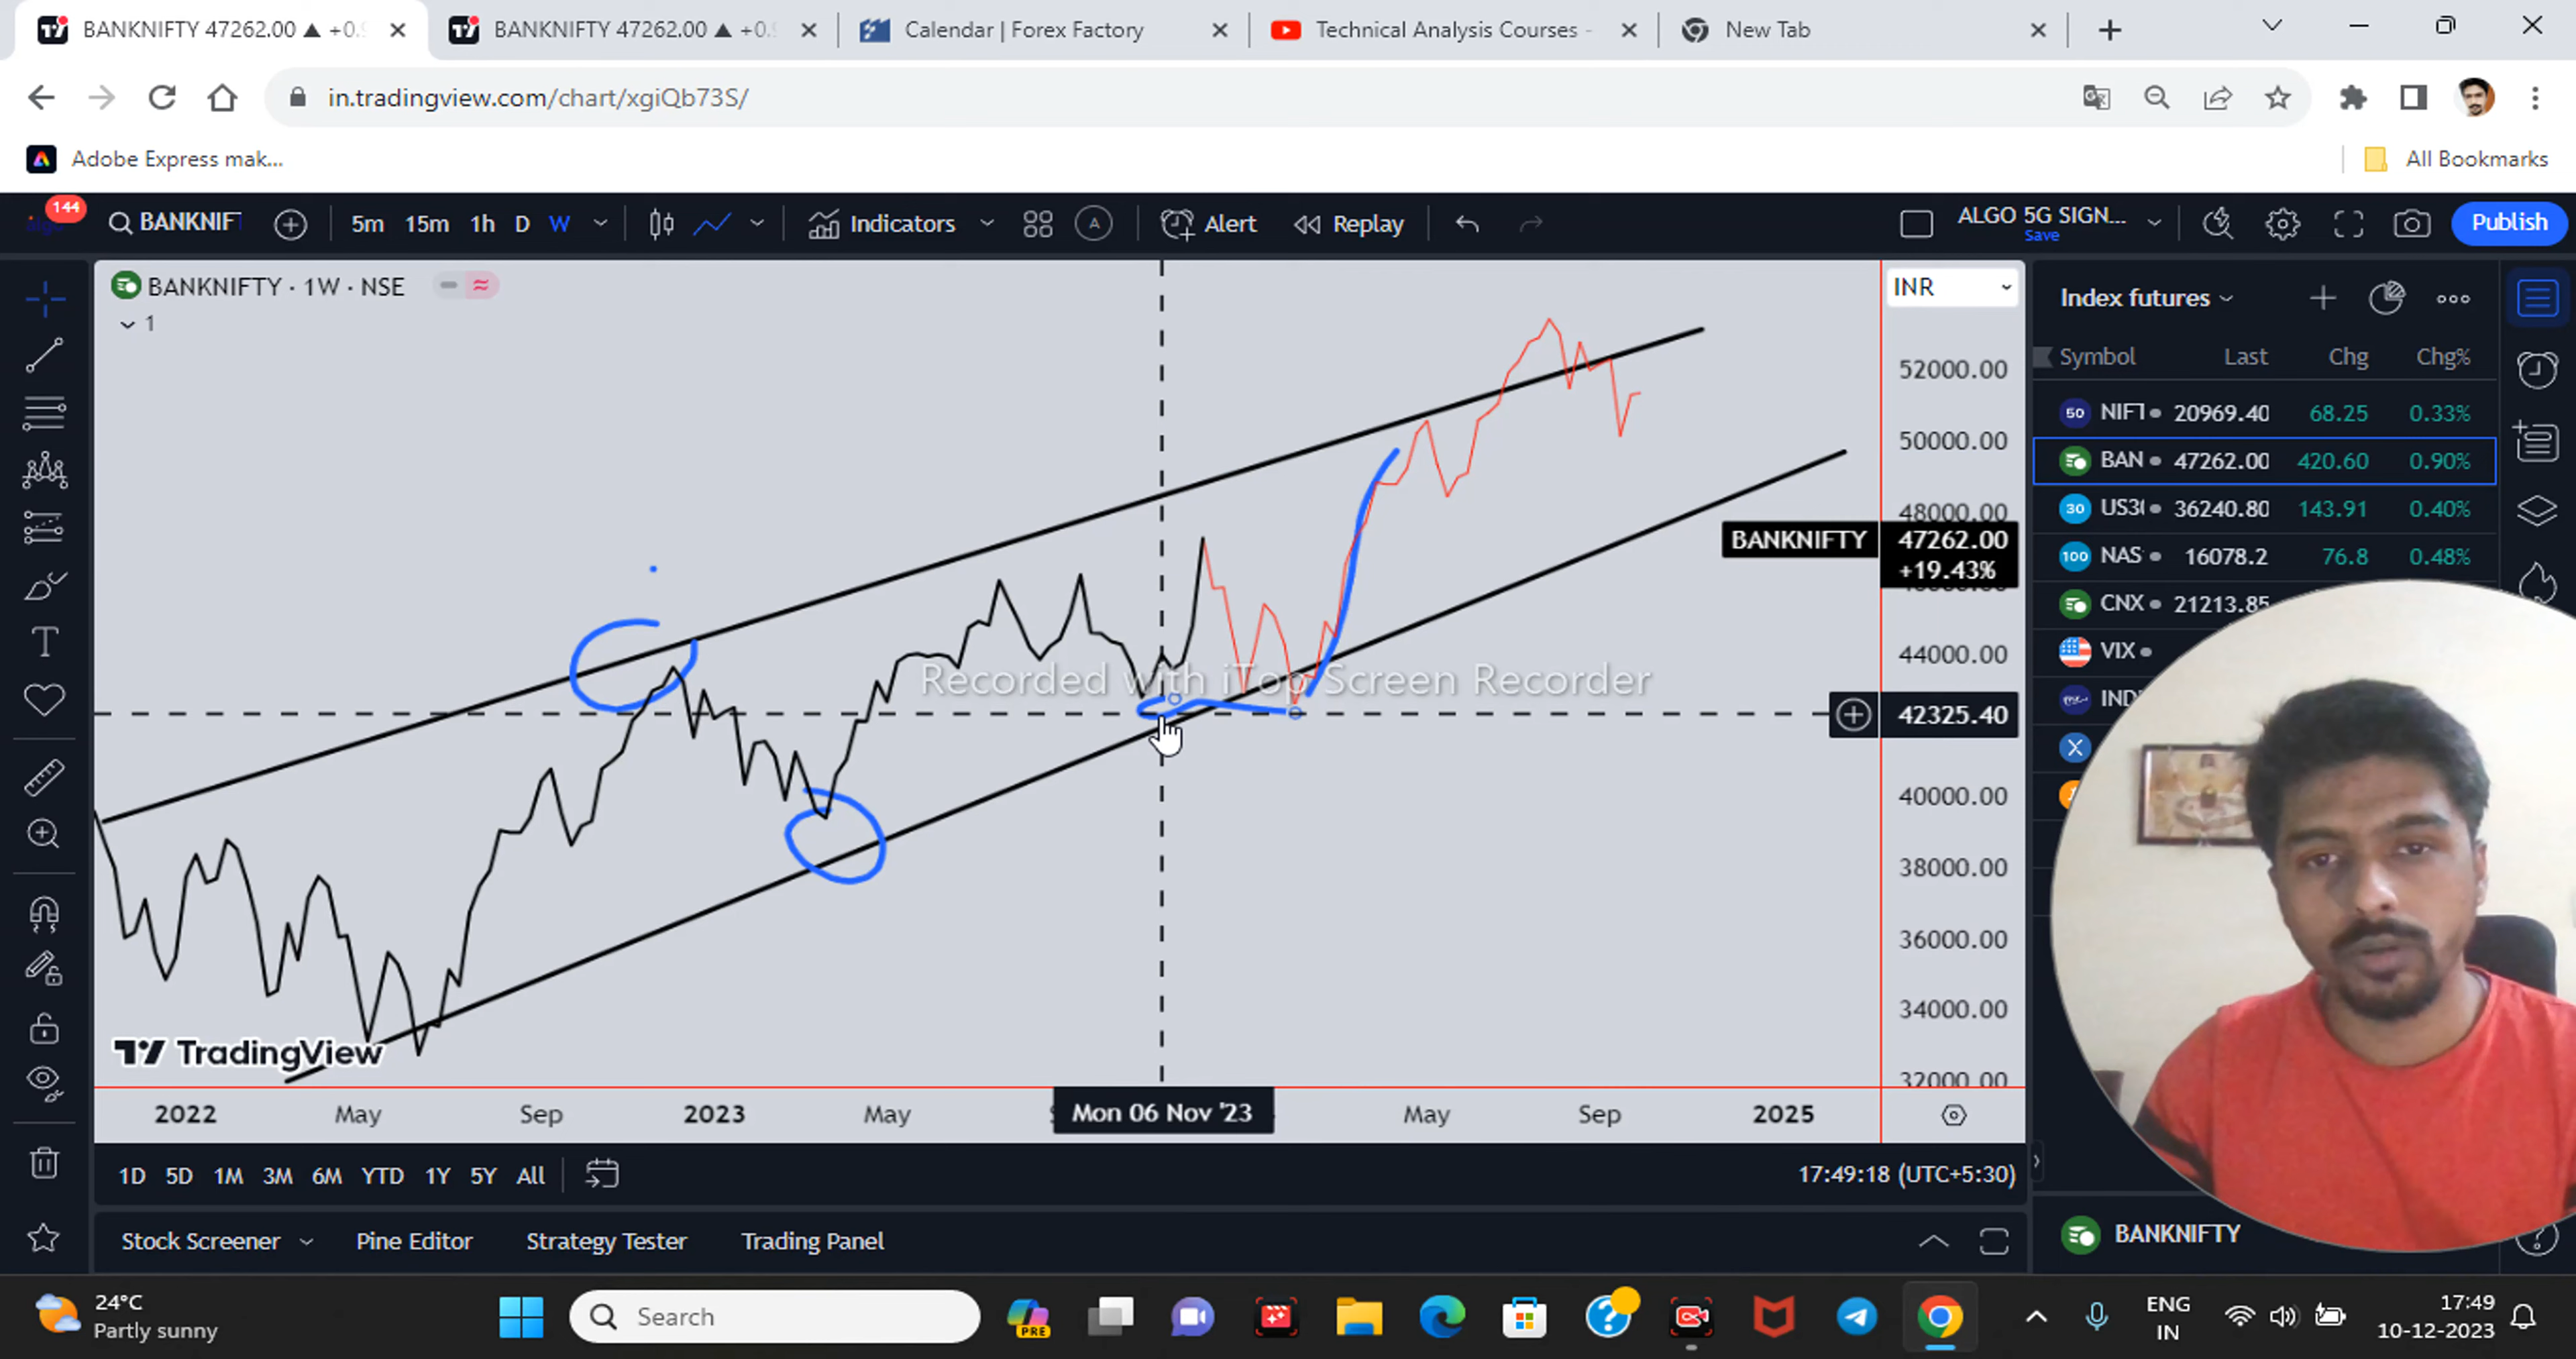 BANKNIFTY 47262.00 ▲ +0.9
BANKNIFTY 47262.00 ▲ +0.9
Calendar | Forex Factory
Technical Analysis Courses -
New Tab
in.tradingview.com/chart/xgiQb73S/
Adobe Express mak...
All Bookmarks
144
BANKNIFT
5m 15m 1h D W
Indicators
A
Alert
Replay
ALGO 5G SIGN...
Save
Publish
BANKNIFTY · 1W · NSE
1
INR
52000.00
50000.00
48000.00
BANKNIFTY
47262.00
+19.43%
44000.00
42325.40
40000.00
38000.00
36000.00
34000.00
32000.00
Recorded with iTop Screen Recorder
TradingView
2022 May Sep 2023 May
Mon 06 Nov '23
May Sep 2025
1D 5D 1M 3M 6M YTD 1Y 5Y All
17:49:18 (UTC+5:30)
Stock Screener
Pine Editor
Strategy Tester
Trading Panel
Index futures
Symbol Last Chg Chg%
50 NIFT 20969.40 68.25 0.33%
BAN 47262.00 420.60 0.90%
30 US3 36240.80 143.91 0.40%
100 NAS 16078.2 76.8 0.48%
CNX 21213.85
VIX
IND
BANKNIFTY
24°C
Partly sunny
Search
PRE
ENG
IN
17:49
10-12-2023